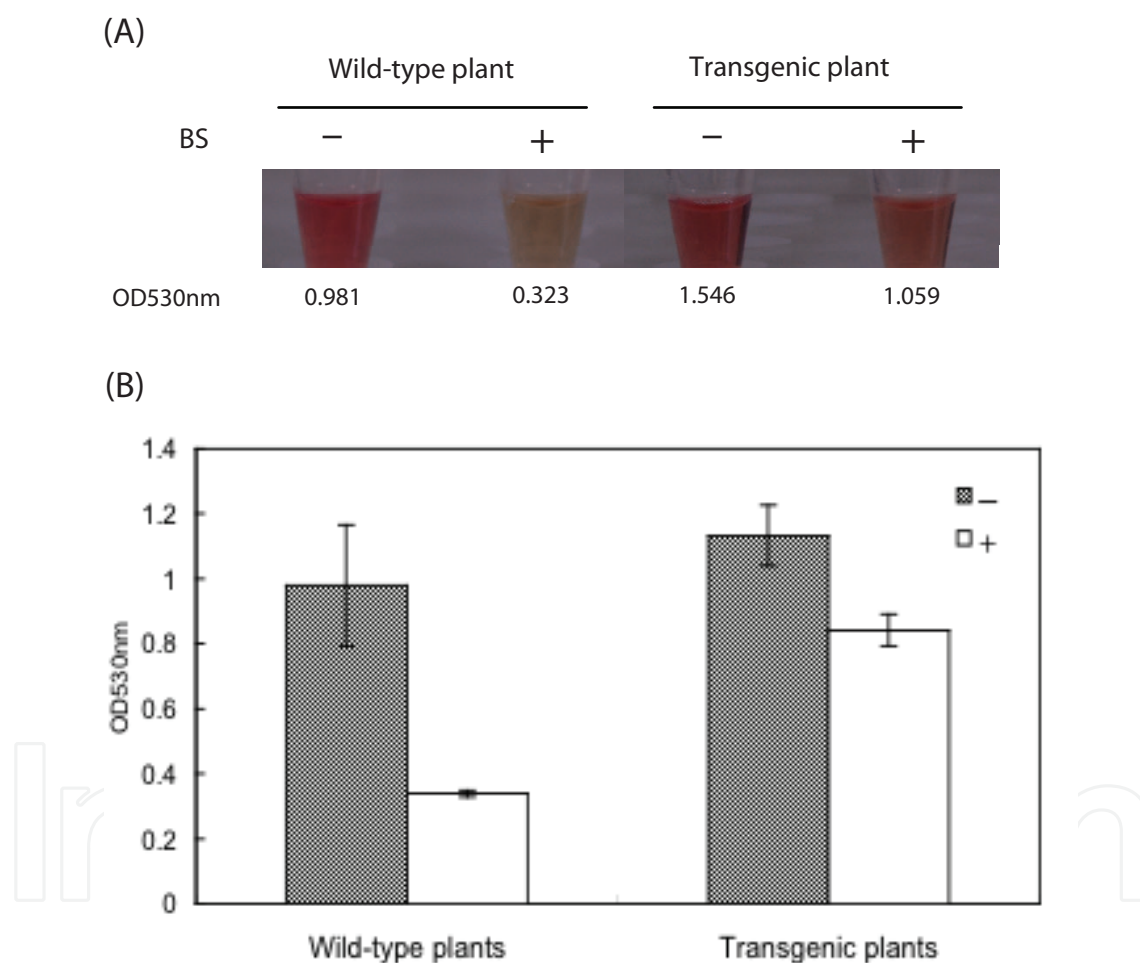 (A)
Wild-type plant Transgenic plant
BS − + − +
OD530nm 0.981 0.323 1.546 1.059
(B)
1.4
1.2
1
0.8
0.6
0.4
0.2
0
OD530nm
−
+
Wild-type plants Transgenic plants